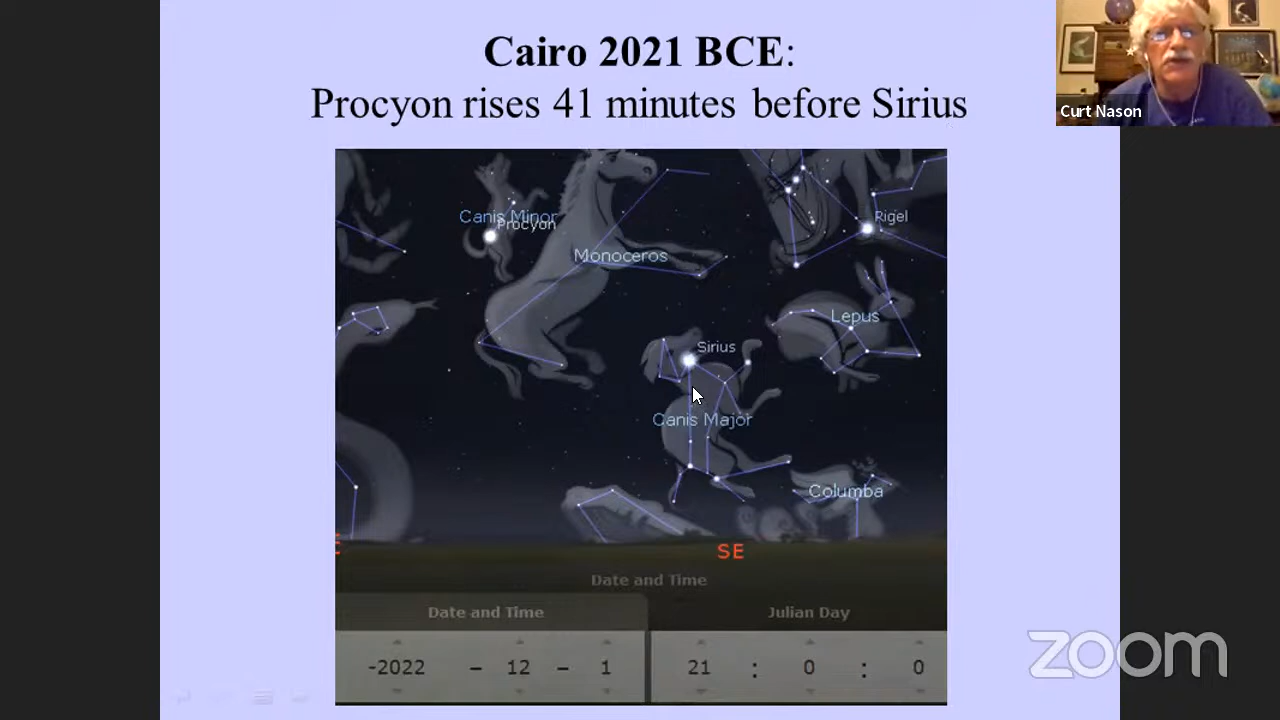 Cairo 2021 BCE:
Procyon rises 41 minutes before Sirius
Curt Nason
Canis Minor
Procyon
Rigel
Monoceros
Lepus
Sirius
Canis Major
Columba
E
SE
Date and Time
Date and Time
Julian Day
-2022 – 12 – 1
21 : 0 : 0
zoom